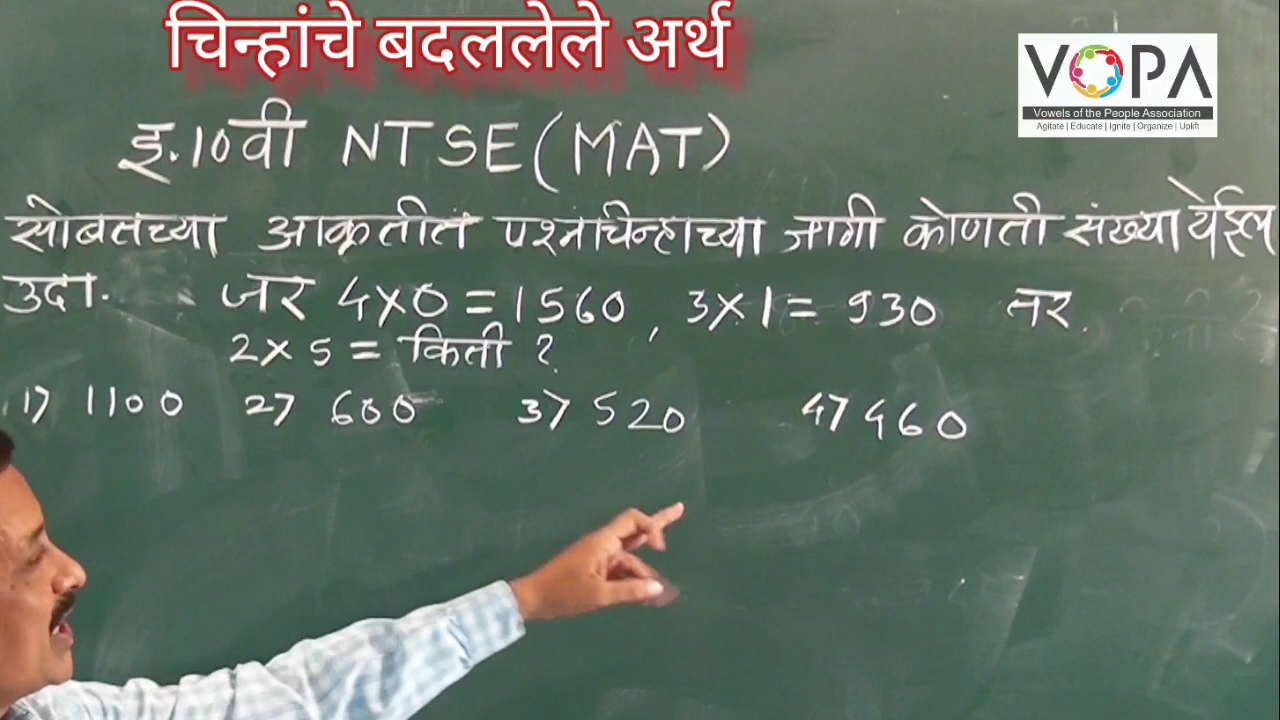 चिन्हांचे बदललेले अर्थ
VOPA
Vowels of the People Association
Agitate | Educate | Ignite | Organize | Uplift
इ.10वी NTSE (MAT)
सोबतच्या आकृतीत प्रश्नचिन्हाच्या जागी कोणती संख्या येईल
उदा. जर 4×0 = 1560, 3×1 = 930 तर.
2×5 = किती ?
1> 1100 2> 600 3> 520 4> 460